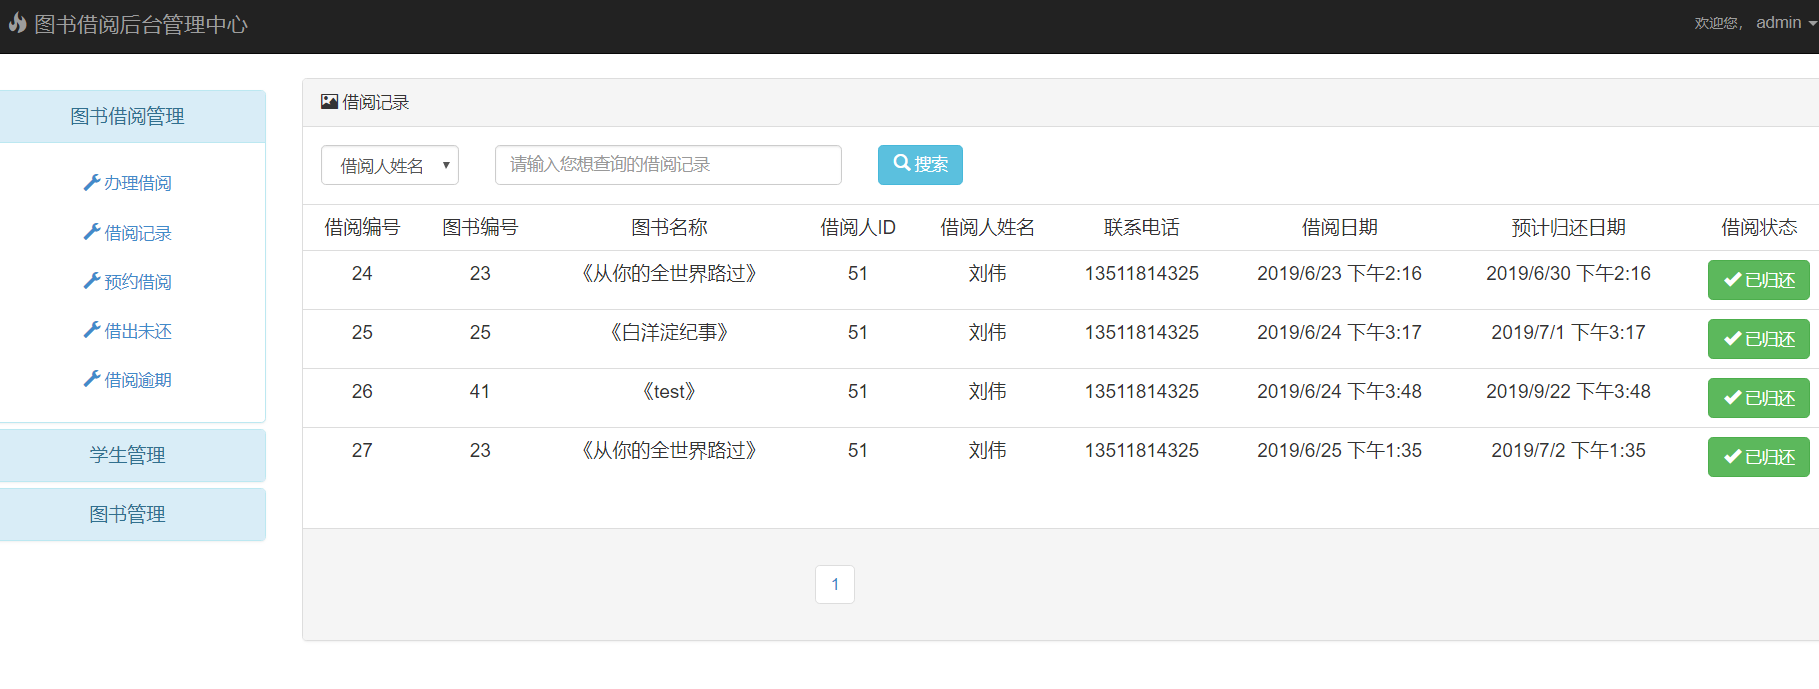 图书借阅后台管理中心 欢迎您， admin
图书借阅管理
办理借阅
借阅记录
预约借阅
借出未还
借阅逾期
学生管理
图书管理
借阅记录
借阅人姓名 请输入您想查询的借阅记录 搜索
借阅编号 图书编号 图书名称 借阅人ID 借阅人姓名 联系电话 借阅日期 预计归还日期 借阅状态
24 23 《从你的全世界路过》 51 刘伟 13511814325 2019/6/23 下午2:16 2019/6/30 下午2:16 已归还
25 25 《白洋淀纪事》 51 刘伟 13511814325 2019/6/24 下午3:17 2019/7/1 下午3:17 已归还
26 41 《test》 51 刘伟 13511814325 2019/6/24 下午3:48 2019/9/22 下午3:48 已归还
27 23 《从你的全世界路过》 51 刘伟 13511814325 2019/6/25 下午1:35 2019/7/2 下午1:35 已归还
1